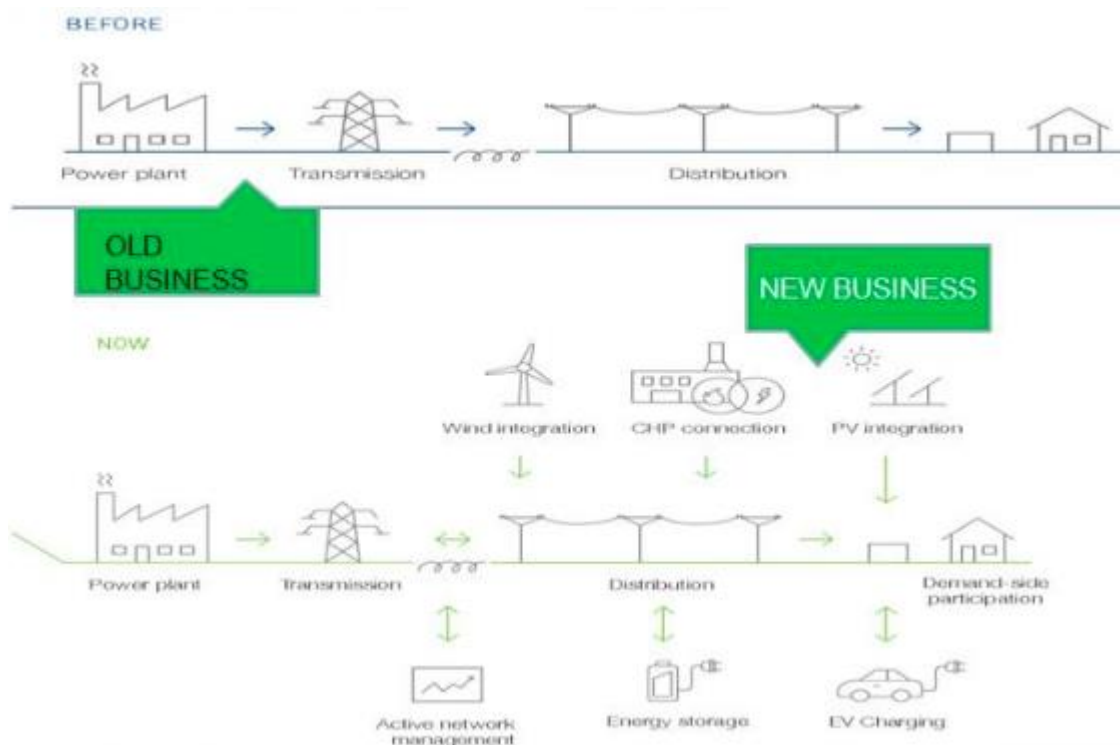 BEFORE
Power plant
Transmission
Distribution
OLD
BUSINESS
NEW BUSINESS
NOW
Wind integration
CHP connection
PV integration
Power plant
Transmission
Distribution
Demand-side
participation
Active network
management
Energy storage
EV Charging